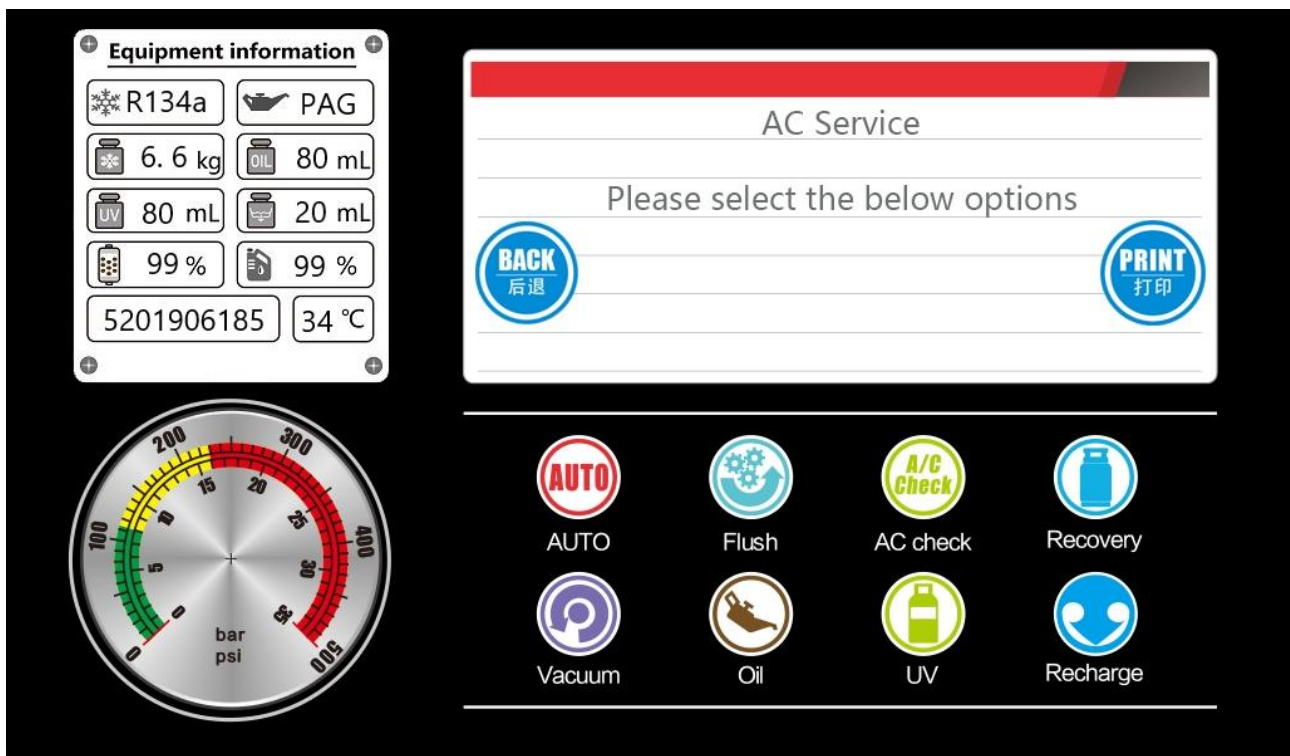 Equipment information
R134a
PAG
6. 6 kg
OIL
80 mL
UV
80 mL
20 mL
99 %
99 %
5201906185
34 ℃
AC Service
Please select the below options
BACK
后退
PRINT
打印
0
100
200
300
400
500
0
5
10
15
20
25
30
35
bar
psi
AUTO
A/C
Check
AUTO
Flush
AC check
Recovery
Vacuum
Oil
UV
Recharge